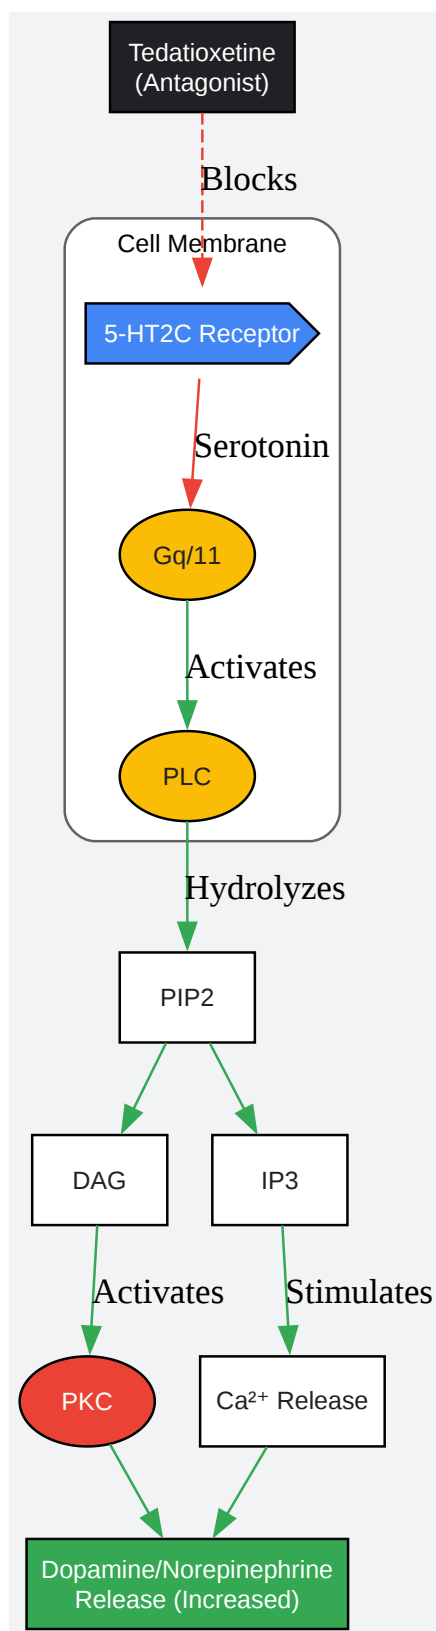 Tedatioxetine
(Antagonist)
Blocks
Cell Membrane
5-HT2C Receptor
Serotonin
Gq/11
Activates
PLC
Hydrolyzes
PIP2
DAG
IP3
Activates
Stimulates
PKC
Ca²⁺ Release
Dopamine/Norepinephrine
Release (Increased)